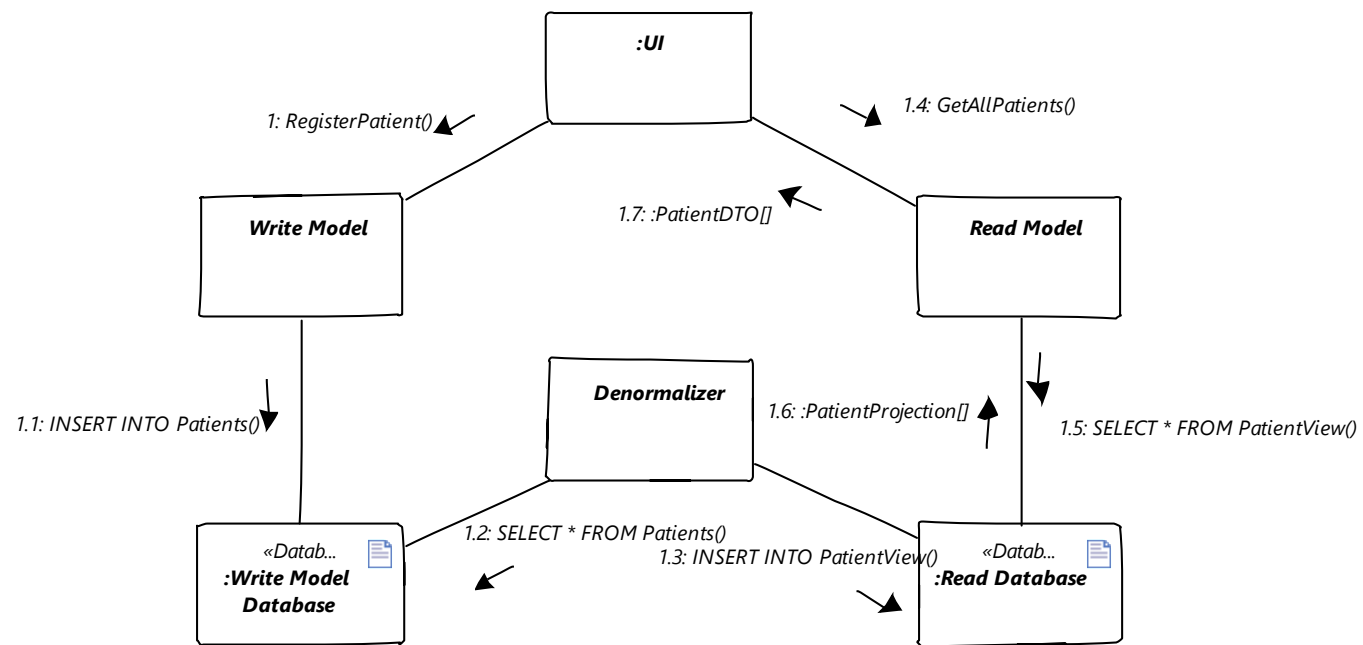 :UI
1: RegisterPatient()
1.4: GetAllPatients()
1.7: :PatientDTO[]
Write Model
Read Model
Denormalizer
1.6: :PatientProjection[]
1.1: INSERT INTO Patients()
1.5: SELECT * FROM PatientView()
1.2: SELECT * FROM Patients()
1.3: INSERT INTO PatientView()
«Datab...
:Write Model
Database
«Datab...
:Read Database